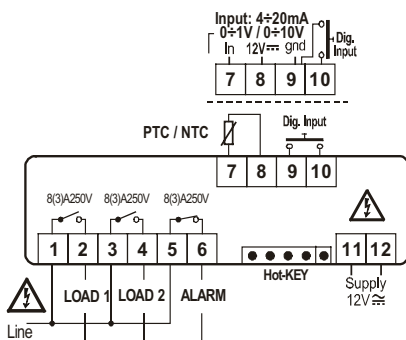 Input: 4÷20mA
0÷1V / 0÷10V
In 12V⎓ gnd
Dig.
Input
7 8 9 10
PTC / NTC
Dig. Input
7 8 9 10
8(3)A250V 8(3)A250V 8(3)A250V
1 2 3 4 5 6
11 12
Hot-KEY
LOAD 1 LOAD 2 ALARM
Supply
12V≂
Line